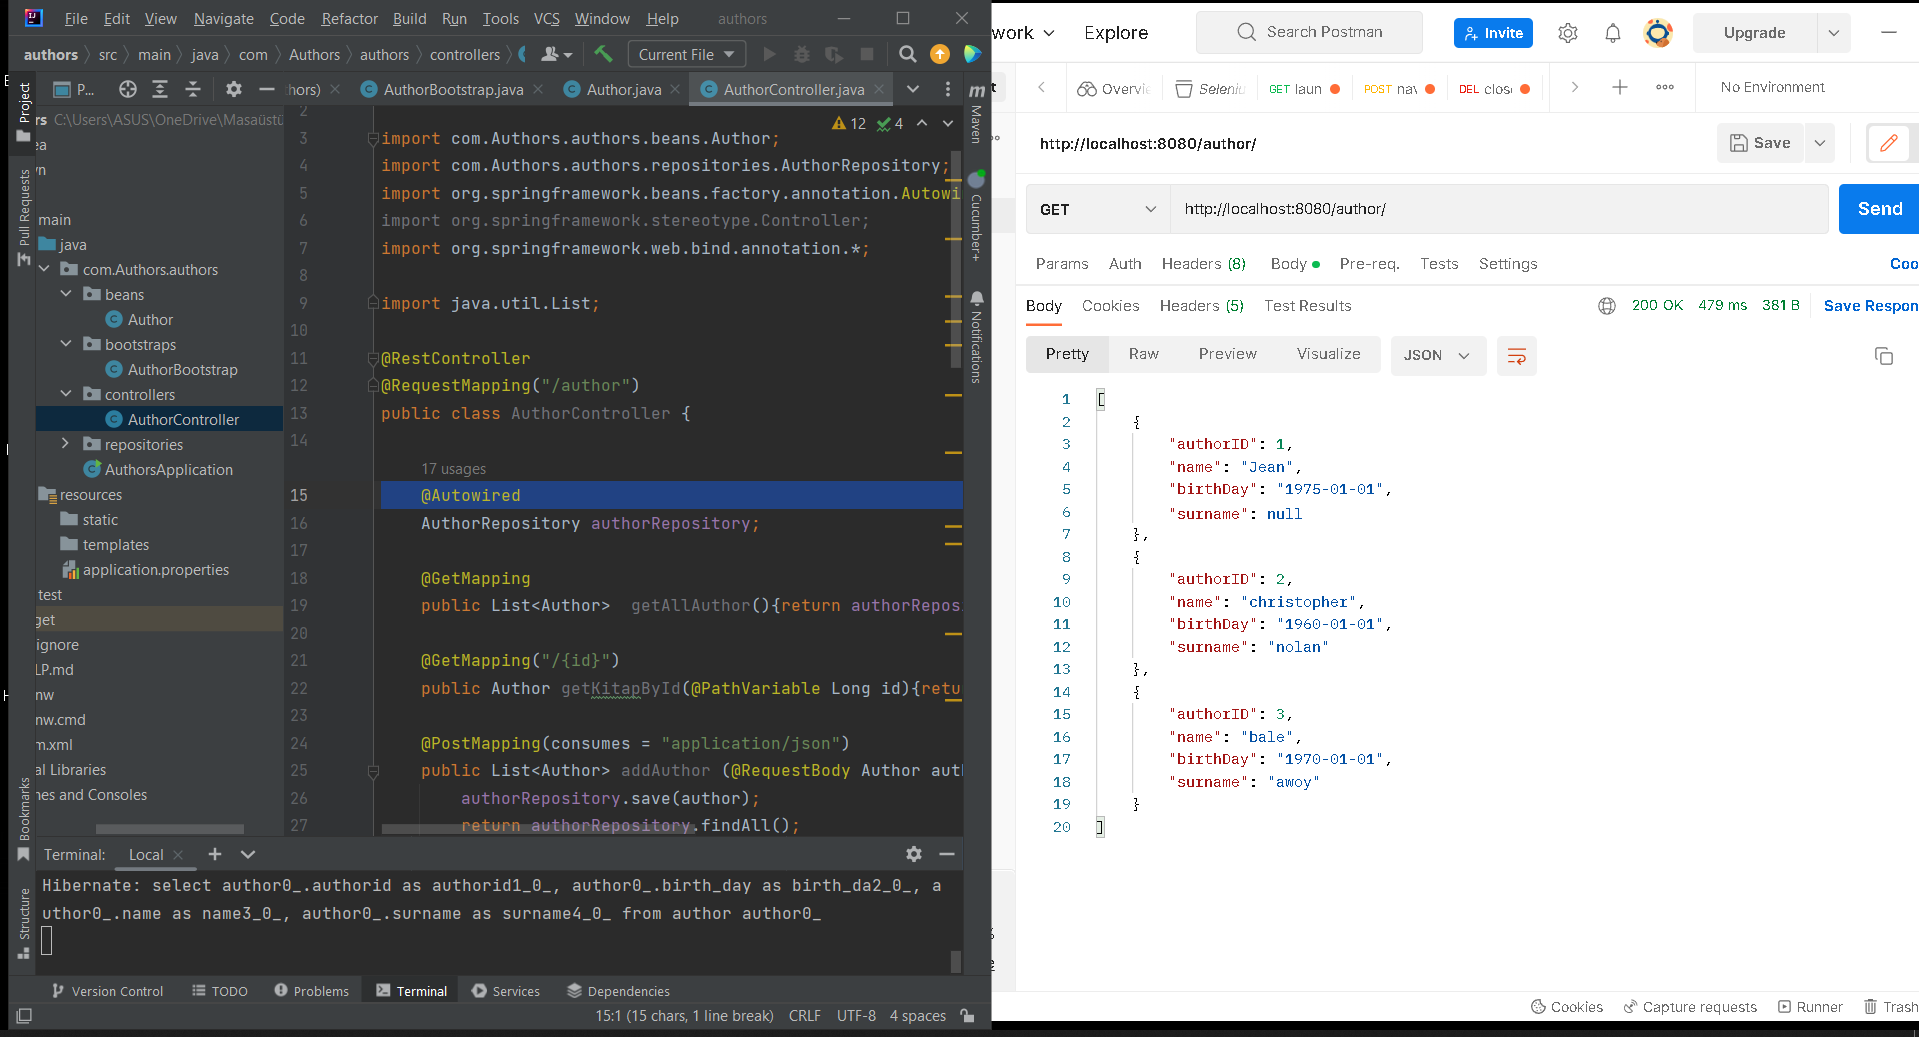 File Edit View Navigate Code Refactor Build Run Tools VCS Window Help authors
authors src main java com Authors authors controllers Current File
P... hors) AuthorBootstrap.java Author.java AuthorController.java
Project
Pull Requests
Bookmarks
Structure
rs C:\Users\ASUS\OneDrive\Masaüstü
main
java
com.Authors.authors
beans
Author
bootstraps
AuthorBootstrap
controllers
AuthorController
repositories
AuthorsApplication
resources
static
templates
application.properties
test
get
ignore
LP.md
nw
nw.cmd
m.xml
al Libraries
hes and Consoles
12 4
2
3 import com.Authors.authors.beans.Author;
4 import com.Authors.authors.repositories.AuthorRepository;
5 import org.springframework.beans.factory.annotation.Autowi
6 import org.springframework.stereotype.Controller;
7 import org.springframework.web.bind.annotation.*;
8
9 import java.util.List;
10
11 @RestController
12 @RequestMapping("/author")
13 public class AuthorController {
14
17 usages
15 @Autowired
16 AuthorRepository authorRepository;
17
18 @GetMapping
19 public List<Author>  getAllAuthor(){return authorRepos
20
21 @GetMapping("/{id}")
22 public Author getKitapById(@PathVariable Long id){retu
23
24 @PostMapping(consumes = "application/json")
25 public List<Author> addAuthor (@RequestBody Author auth
26 authorRepository.save(author);
27 return authorRepository.findAll();
m Maven
Cucumber+
Notifications
Terminal: Local
Hibernate: select author0_.authorid as authorid1_0_, author0_.birth_day as birth_da2_0_, a
uthor0_.name as name3_0_, author0_.surname as surname4_0_ from author author0_
Version Control TODO Problems Terminal Services Dependencies
15:1 (15 chars, 1 line break) CRLF UTF-8 4 spaces
work Explore Search Postman Invite Upgrade
Overvie Seleniu GET laun POST nav DEL close No Environment
http://localhost:8080/author/ Save
GET http://localhost:8080/author/ Send
Params Auth Headers (8) Body Pre-req. Tests Settings Coo
Body Cookies Headers (5) Test Results 200 OK 479 ms 381 B Save Respon
Pretty Raw Preview Visualize JSON
1 [
2 {
3 "authorID": 1,
4 "name": "Jean",
5 "birthDay": "1975-01-01",
6 "surname": null
7 },
8 {
9 "authorID": 2,
10 "name": "christopher",
11 "birthDay": "1960-01-01",
12 "surname": "nolan"
13 },
14 {
15 "authorID": 3,
16 "name": "bale",
17 "birthDay": "1970-01-01",
18 "surname": "awoy"
19 }
20 ]
Cookies Capture requests Runner Trash